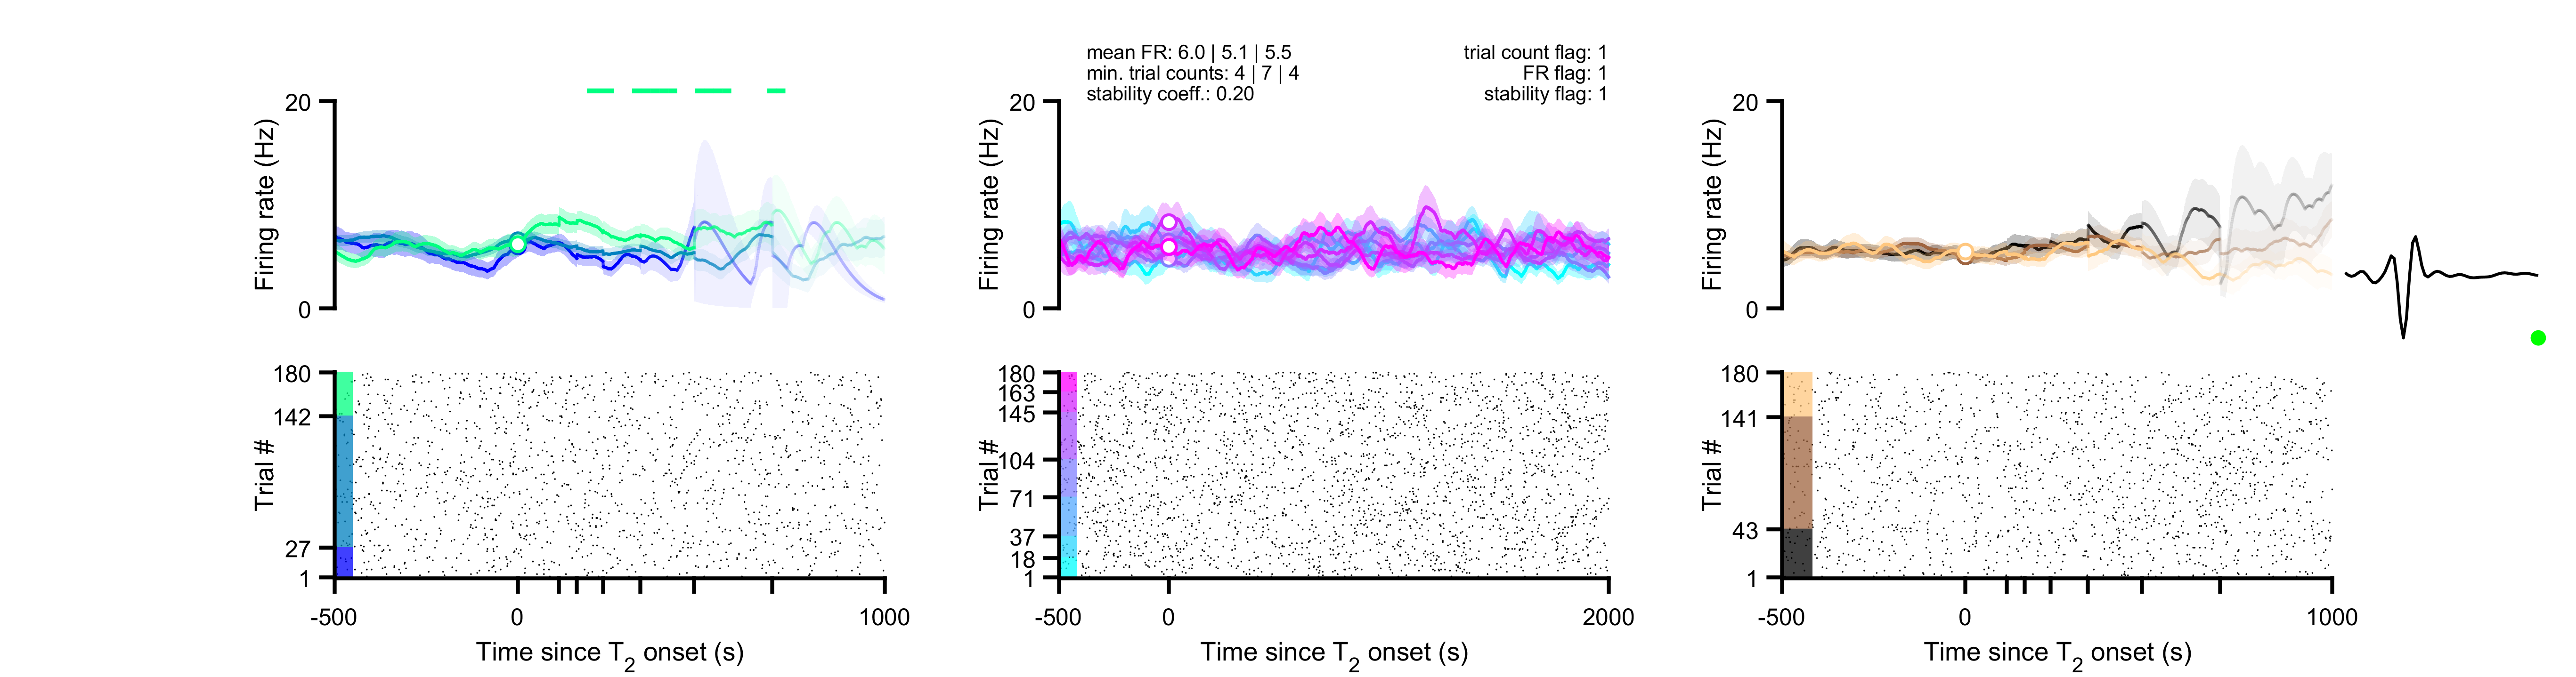 mean FR: 6.0 | 5.1 | 5.5
min. trial counts: 4 | 7 | 4
stability coeff.: 0.20
trial count flag: 1
FR flag: 1
stability flag: 1
20
Firing rate (Hz)
0
20
Firing rate (Hz)
0
20
Firing rate (Hz)
0
180
142
Trial #
27
1
-500
0
1000
Time since T2 onset (s)
180
163
145
Trial #
104
71
37
18
1
-500
0
2000
Time since T2 onset (s)
180
141
Trial #
43
1
-500
0
1000
Time since T2 onset (s)